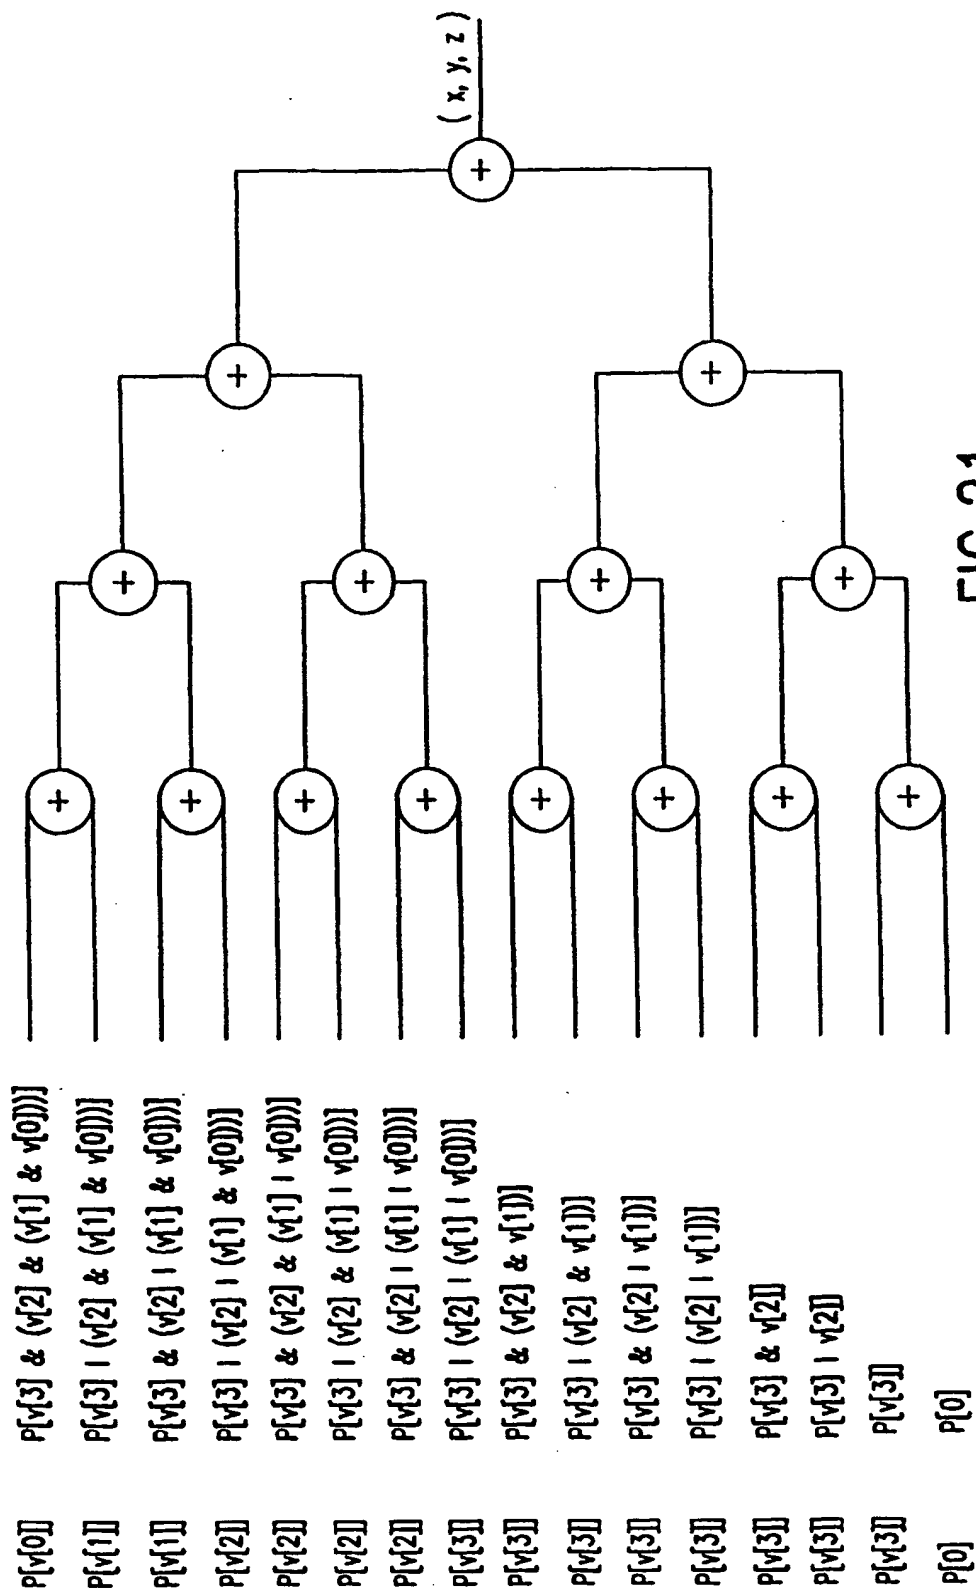 P[v[0]] P[v[3] & (v[2] & (v[1] & v[0]))]
P[v[1]] P[v[3] | (v[2] & (v[1] & v[0]))]
P[v[1]] P[v[3] & (v[2] | (v[1] & v[0]))]
P[v[2]] P[v[3] | (v[2] | (v[1] & v[0]))]
P[v[2]] P[v[3] & (v[2] & (v[1] | v[0]))]
P[v[2]] P[v[3] | (v[2] & (v[1] | v[0]))]
P[v[2]] P[v[3] & (v[2] | (v[1] | v[0]))]
P[v[3]] P[v[3] | (v[2] | (v[1] | v[0]))]
P[v[3]] P[v[3] & (v[2] & v[1])]
P[v[3]] P[v[3] | (v[2] & v[1])]
P[v[3]] P[v[3] & (v[2] | v[1])]
P[v[3]] P[v[3] | (v[2] | v[1])]
P[v[3]] P[v[3] & v[2]]
P[v[3]] P[v[3] | v[2]]
P[v[3]] P[v[3]]
P[0] P[0]
(x, y, z)
FIG